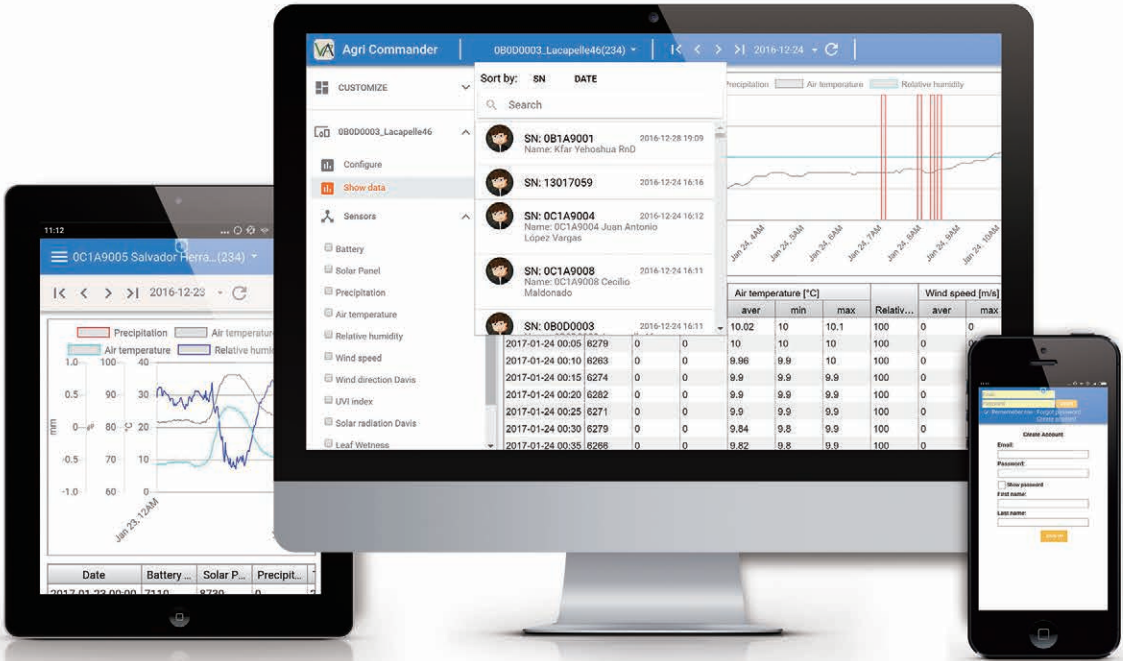 Agri Commander
0B0D0003_Lacapelle46(234)
2016-12-24
CUSTOMIZE
0B0D0003_Lacapelle46
Configure
Show data
Sensors
Battery
Solar Panel
Precipitation
Air temperature
Relative humidity
Wind speed
Wind direction Davis
UVI index
Solar radiation Davis
Leaf Wetness
Sort by: SN DATE
Search
SN: 0B1A9001 2016-12-28 19:09
Name: Kfar Yehoshua RnD
SN: 13017059 2016-12-24 16:16
SN: 0C1A9004 2016-12-24 16:12
Name: 0C1A9004 Juan Antonio
López Vargas
SN: 0C1A9008 2016-12-24 16:11
Name: 0C1A9008 Cecilio
Maldonado
SN: 0B0D0003 2016-12-24 16:11
Precipitation Air temperature Relative humidity
Jan 24, 4AM Jan 24, 5AM Jan 24, 6AM Jan 24, 7AM Jan 24, 8AM Jan 24, 9AM Jan 24, 10AM
Air temperature [°C] Wind speed [m/s]
aver min max Relativ... aver max
10.02 10 10.1 100 0 0
2017-01-24 00:05 6279 0 0 10 10 10 100 0
2017-01-24 00:10 6263 0 0 9.96 9.9 10 100 0
2017-01-24 00:15 6274 0 0 9.9 9.9 9.9 100 0
2017-01-24 00:20 6282 0 0 9.9 9.9 9.9 100 0
2017-01-24 00:25 6271 0 0 9.9 9.9 9.9 100 0
2017-01-24 00:30 6279 0 0 9.84 9.8 9.9 100 0
2017-01-24 00:35 6266 0 0 9.82 9.8 9.9 100 0
11:12
0C1A9005 Salvador Herra...(234)
2016-12-23
Precipitation Air temperature
Air temperature Relative humid
1.0 100 40
0.5 90 30
0 80 20
-0.5 70 10
-1.0 60 0
mm % °C
Jan 23, 12AM
Date Battery ... Solar P... Precipit...
2017-01-23 00:00 7110 8730 0
Email
Password
Remember me Forgot password
Create account
Create Account
Email:
Password:
Show password
First name:
Last name: